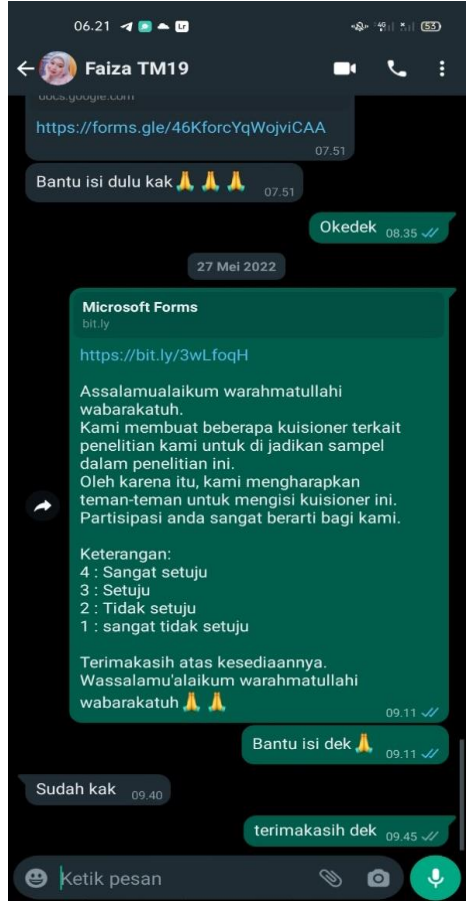 06.21 Lr 4G 53
Faiza TM19
docs.google.com
https://forms.gle/46KforcYqWojviCAA
07.51
Bantu isi dulu kak🙏🙏🙏 07.51
Okedek 08.35
27 Mei 2022
Microsoft Forms
bit.ly
https://bit.ly/3wLfoqH
Assalamualaikum warahmatullahi
wabarakatuh.
Kami membuat beberapa kuisioner terkait
penelitian kami untuk di jadikan sampel
dalam penelitian ini.
Oleh karena itu, kami mengharapkan
teman-teman untuk mengisi kuisioner ini.
Partisipasi anda sangat berarti bagi kami.
Keterangan:
4 : Sangat setuju
3 : Setuju
2 : Tidak setuju
1 : sangat tidak setuju
Terimakasih atas kesediaannya.
Wassalamu'alaikum warahmatullahi
wabarakatuh🙏🙏 09.11
Bantu isi dek🙏 09.11
Sudah kak 09.40
terimakasih dek 09.45
Ketik pesan